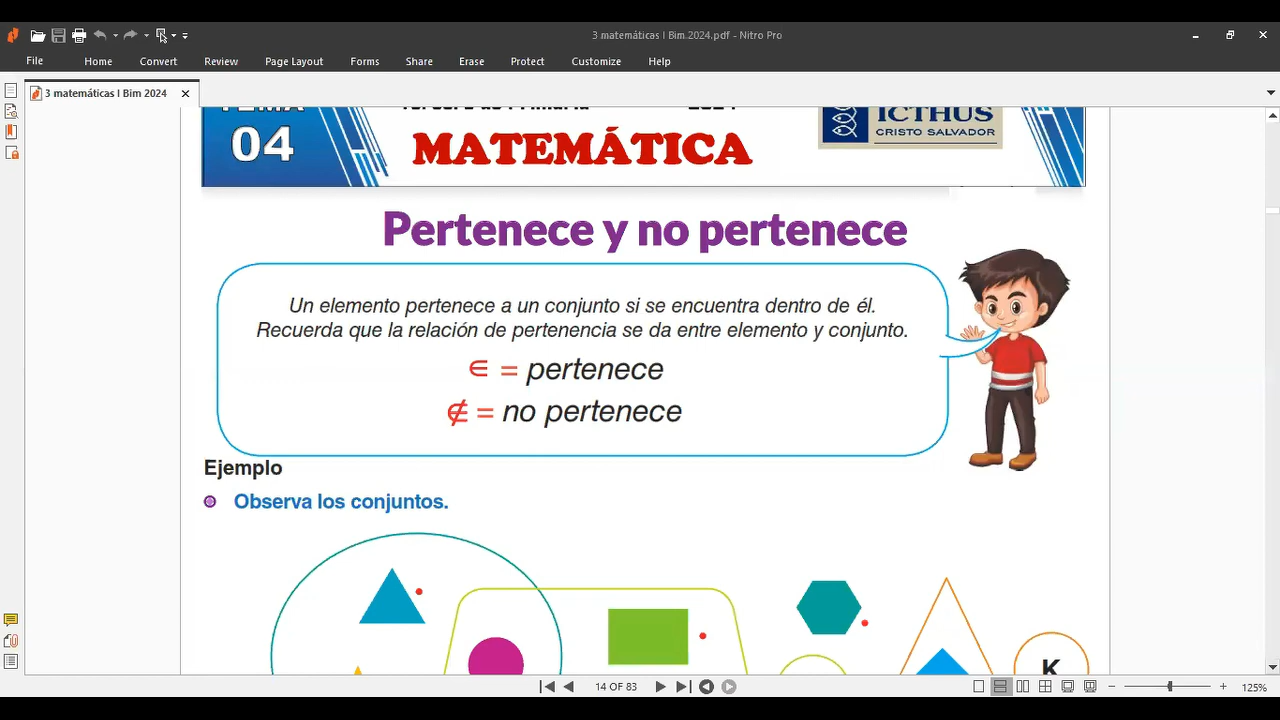 3 matemáticas I Bim.2024.pdf - Nitro Pro
File Home Convert Review Page Layout Forms Share Erase Protect Customize Help
3 matemáticas I Bim 2024
04
MATEMÁTICA
ICTHUS
CRISTO SALVADOR
Pertenece y no pertenece
Un elemento pertenece a un conjunto si se encuentra dentro de él.
Recuerda que la relación de pertenencia se da entre elemento y conjunto.
∈ = pertenece
∉ = no pertenece
Ejemplo
Observa los conjuntos.
K
14 OF 83
125%